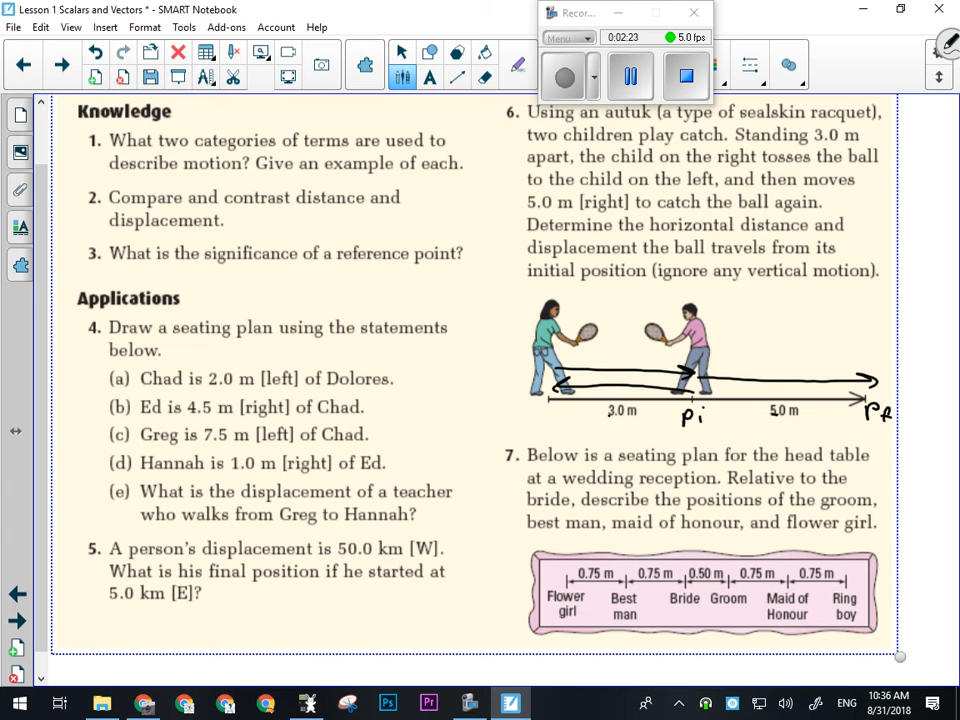 Lesson 1 Scalars and Vectors * - SMART Notebook
File Edit View Insert Format Tools Add-ons Account Help
Recor...
Menu 0:02:23 5.0 fps
Knowledge
1. What two categories of terms are used to
describe motion? Give an example of each.
2. Compare and contrast distance and
displacement.
3. What is the significance of a reference point?
Applications
4. Draw a seating plan using the statements
below.
(a) Chad is 2.0 m [left] of Dolores.
(b) Ed is 4.5 m [right] of Chad.
(c) Greg is 7.5 m [left] of Chad.
(d) Hannah is 1.0 m [right] of Ed.
(e) What is the displacement of a teacher
who walks from Greg to Hannah?
5. A person's displacement is 50.0 km [W].
What is his final position if he started at
5.0 km [E]?
6. Using an autuk (a type of sealskin racquet),
two children play catch. Standing 3.0 m
apart, the child on the right tosses the ball
to the child on the left, and then moves
5.0 m [right] to catch the ball again.
Determine the horizontal distance and
displacement the ball travels from its
initial position (ignore any vertical motion).
3.0 m Pi 5.0 m
7. Below is a seating plan for the head table
at a wedding reception. Relative to the
bride, describe the positions of the groom,
best man, maid of honour, and flower girl.
0.75 m 0.75 m 0.50 m 0.75 m 0.75 m
Flower Best Bride Groom Maid of Ring
girl man Honour boy
ENG
10:36 AM
8/31/2018